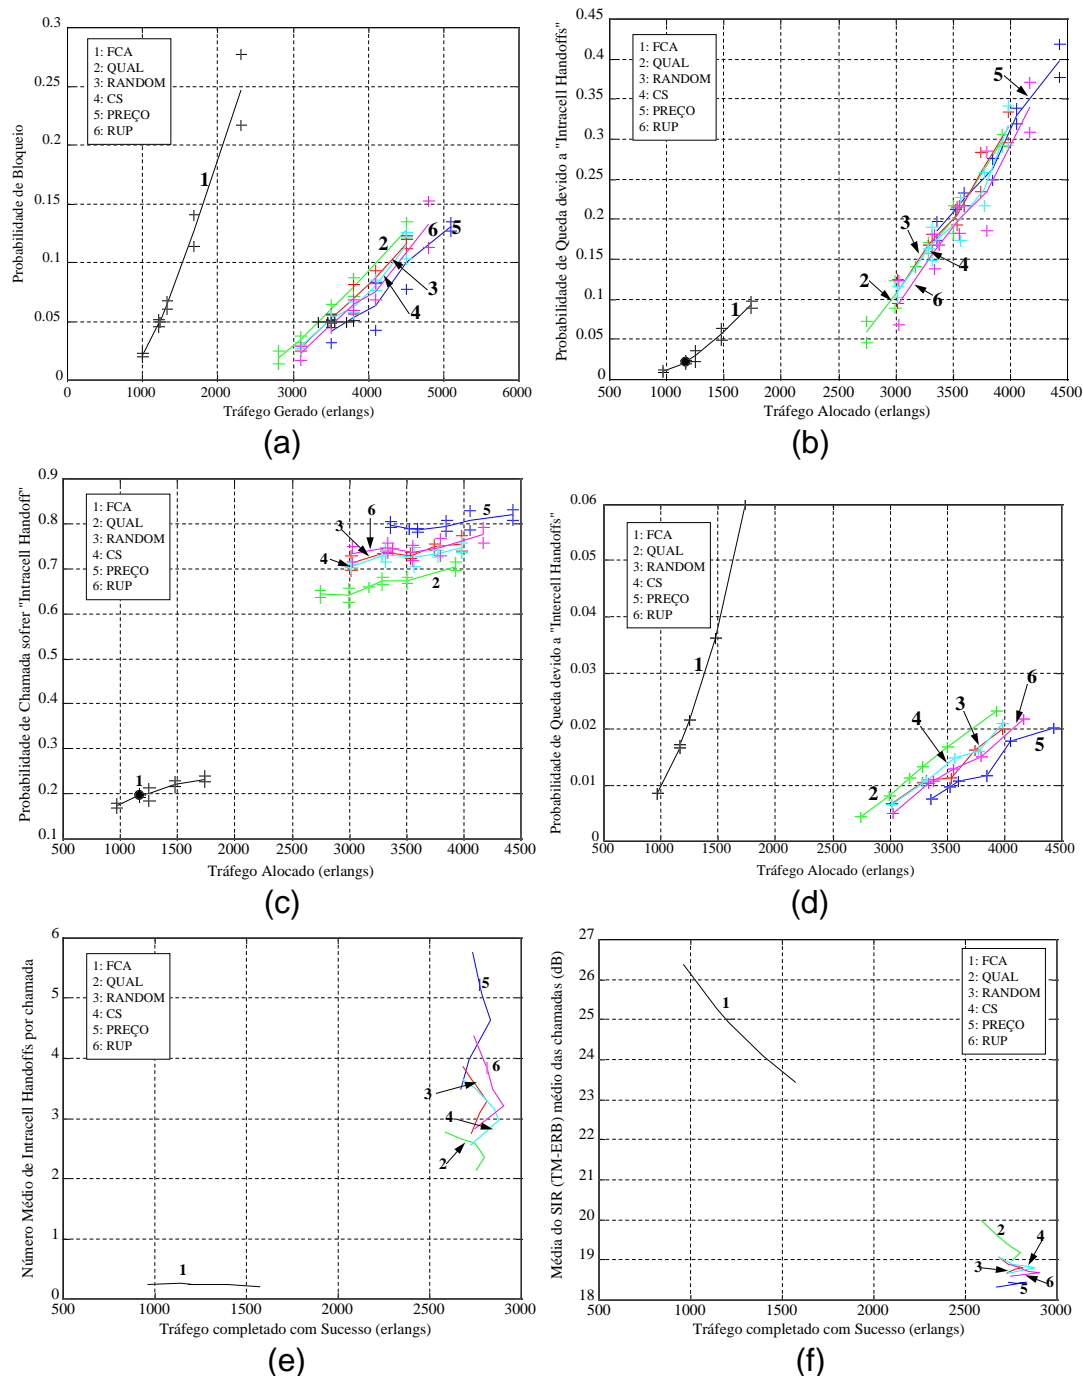 0.3
0.25
0.2
0.15
0.1
0.05
0
0 1000 2000 3000 4000 5000 6000
Probabilidade de Bloqueio
Tráfego Gerado (erlangs)
1: FCA
2: QUAL
3: RANDOM
4: CS
5: PREÇO
6: RUP
1
2
6
5
3
4
(a)
0.45
0.4
0.35
0.3
0.25
0.2
0.15
0.1
0.05
0
500 1000 1500 2000 2500 3000 3500 4000 4500
Probabilidade de Queda devido a "Intracell Handoffs"
Tráfego Alocado (erlangs)
1: FCA
2: QUAL
3: RANDOM
4: CS
5: PREÇO
6: RUP
5
3
4
2
6
1
(b)
0.9
0.8
0.7
0.6
0.5
0.4
0.3
0.2
0.1
500 1000 1500 2000 2500 3000 3500 4000 4500
Probabilidade de Chamada sofrer "Intracell Handoff"
Tráfego Alocado (erlangs)
1: FCA
2: QUAL
3: RANDOM
4: CS
5: PREÇO
6: RUP
5
6
3
4
2
1
(c)
0.06
0.05
0.04
0.03
0.02
0.01
0
500 1000 1500 2000 2500 3000 3500 4000 4500
Probabilidade de Queda devido a "Intercell Handoffs"
Tráfego Alocado (erlangs)
1: FCA
2: QUAL
3: RANDOM
4: CS
5: PREÇO
6: RUP
1
6
3
4
5
2
(d)
6
5
4
3
2
1
0
500 1000 1500 2000 2500 3000
Número Médio de Intracell Handoffs por chamada
Tráfego completado com Sucesso (erlangs)
1: FCA
2: QUAL
3: RANDOM
4: CS
5: PREÇO
6: RUP
5
6
3
4
2
1
(e)
27
26
25
24
23
22
21
20
19
18
500 1000 1500 2000 2500 3000
Média do SIR (TM-ERB) médio das chamadas (dB)
Tráfego completado com Sucesso (erlangs)
1: FCA
2: QUAL
3: RANDOM
4: CS
5: PREÇO
6: RUP
1
2
4
3
6
5
(f)